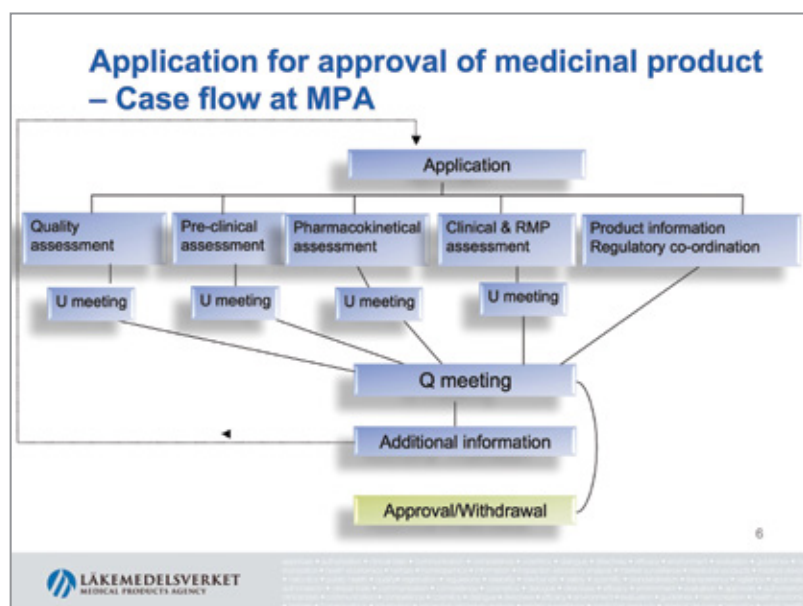 Application for approval of medicinal product
– Case flow at MPA
Application
Quality
assessment
Pre-clinical
assessment
Pharmacokinetical
assessment
Clinical & RMP
assessment
Product information
Regulatory co-ordination
U meeting
U meeting
U meeting
U meeting
Q meeting
Additional information
Approval/Withdrawal
6
LÄKEMEDELSVERKET
MEDICAL PRODUCTS AGENCY